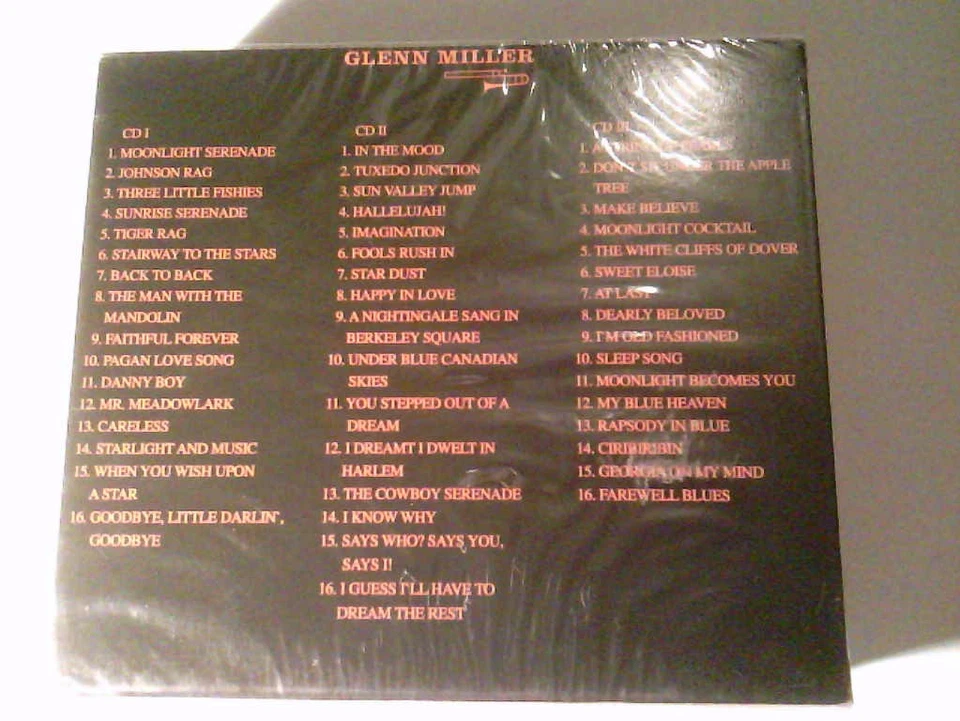 GLENN MILLER
CD I
1. MOONLIGHT SERENADE
2. JOHNSON RAG
3. THREE LITTLE FISHIES
4. SUNRISE SERENADE
5. TIGER RAG
6. STAIRWAY TO THE STARS
7. BACK TO BACK
8. THE MAN WITH THE
MANDOLIN
9. FAITHFUL FOREVER
10. PAGAN LOVE SONG
11. DANNY BOY
12. MR. MEADOWLARK
13. CARELESS
14. STARLIGHT AND MUSIC
15. WHEN YOU WISH UPON
A STAR
16. GOODBYE, LITTLE DARLIN',
GOODBYE
CD II
1. IN THE MOOD
2. TUXEDO JUNCTION
3. SUN VALLEY JUMP
4. HALLELUJAH!
5. IMAGINATION
6. FOOLS RUSH IN
7. STAR DUST
8. HAPPY IN LOVE
9. A NIGHTINGALE SANG IN
BERKELEY SQUARE
10. UNDER BLUE CANADIAN
SKIES
11. YOU STEPPED OUT OF A
DREAM
12. I DREAMT I DWELT IN
HARLEM
13. THE COWBOY SERENADE
14. I KNOW WHY
15. SAYS WHO? SAYS YOU,
SAYS I!
16. I GUESS I'LL HAVE TO
DREAM THE REST
CD III
1. A
2. DON'T UNDER THE APPLE
TREE
3. MAKE BELIEVE
4. MOONLIGHT COCKTAIL
5. THE WHITE CLIFFS OF DOVER
6. SWEET ELOISE
7. AT LAST
8. DEARLY BELOVED
9. I'M OLD FASHIONED
10. SLEEP SONG
11. MOONLIGHT BECOMES YOU
12. MY BLUE HEAVEN
13. RAPSODY IN BLUE
14. CIRIBIRIBIN
15. GEORGIA ON MY MIND
16. FAREWELL BLUES